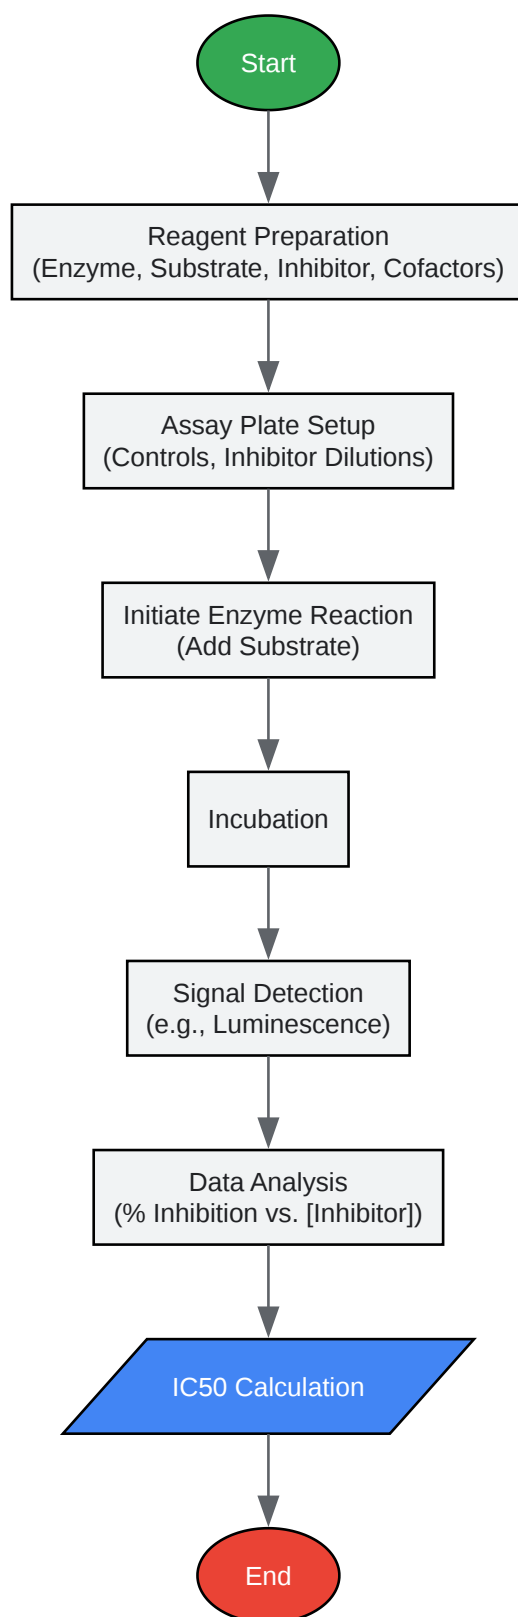 Start
Reagent Preparation
(Enzyme, Substrate, Inhibitor, Cofactors)
Assay Plate Setup
(Controls, Inhibitor Dilutions)
Initiate Enzyme Reaction
(Add Substrate)
Incubation
Signal Detection
(e.g., Luminescence)
Data Analysis
(% Inhibition vs. [Inhibitor])
IC50 Calculation
End